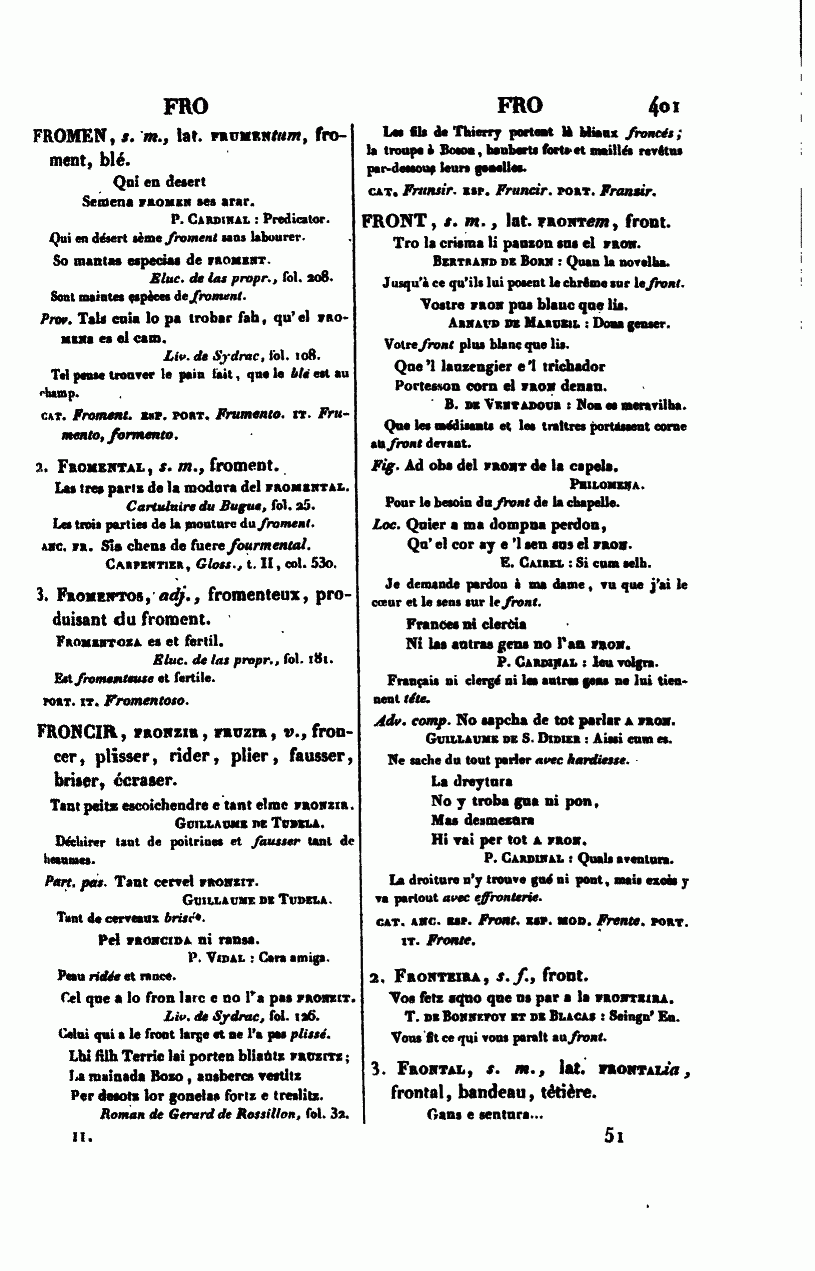 FRO
FRO 401
FROMEN, s. m., lat. FRUMENtum, fro-
ment, blé.
Qui en desert
Semena FROMEN ses arar.
P. CARDINAL : Predicator.
Qui en désert sème froment sans labourer.
So mantas especias de FROMENT.
Eluc. de las propr., fol. 208.
Sont maintes espèces de froment.
Prov. Tals cuia lo pa trobar fah, qu'el FRO-
MENS es el cam.
Liv. de Sydrac, fol. 108.
Tel pense trouver le pain fait, que le blé est au
champ.
CAT. Froment. ESP. PORT. Frumento. IT. Fru-
mento, formento.
2. FROMENTAL, s. m., froment.
Las tres partz de la modura del FROMENTAL.
Cartulaire du Bugue, fol. 25.
Les trois parties de la mouture du froment.
ANC. FR. Sis chens de fuere fourmental.
CARPENTIER, Gloss., t. II, col. 530.
3. FROMENTOS, adj., fromenteux, pro-
duisant du froment.
FROMENTOZA es et fertil.
Eluc. de las propr., fol. 181.
Est fromenteuse et fertile.
PORT. IT. Fromentoso.
FRONCIR, FRONZIR, FRUZIR, v., fron-
cer, plisser, rider, plier, fausser,
briser, écraser.
Tant peitz escoichendre e tant elme FRONZIR.
GUILLAUME DE TUDELA.
Déchirer tant de poitrines et fausser tant de
heaumes.
Part. pas. Tant cervel FRONZIT.
GUILLAUME DE TUDELA.
Tant de cerveaux brisés.
Pel FRONCIDA ni ransa.
P. VIDAL : Cara amiga.
Peau ridée et rance.
Cel que a lo fron larc e no l'a pas FRONZIT.
Liv. de Sydrac, fol. 126.
Celui qui a le front large et ne l'a pas plissé.
Lhi filh Terric lai porten bliautz FRUZITZ;
La mainada Bozo, ausbercs vestitz
Per desotz lor gonelas fortz e treslitz.
Roman de Gerard de Rossillon, fol. 32.
II.
Les fils de Thierry portent là bliaux froncés;
la troupe à Boson, hauberts forts et maillés revêtus
par-dessous leurs gonelles.
CAT. Frunsir. ESP. Fruncir. PORT. Fransir.
FRONT, s. m., lat. FRONTem, front.
Tro la crisma li pauzon sus el FRON.
BERTRAND DE BORN : Quan la novelha.
Jusqu'à ce qu'ils lui posent le chrême sur le front.
Vostre FRON pus blanc que lis.
ARNAUD DE MARUEIL : Dona genser.
Votre front plus blanc que lis.
Que 'l lauzengier e 'l trichador
Portesson corn el FRON denan.
B. DE VENTADOUR : Non es meravilha.
Que les médisants et les traîtres portassent corne
au front devant.
Fig. Ad obs del FRONT de la capela.
PHILOMENA.
Pour le besoin du front de la chapelle.
Loc. Quier a ma dompna perdon,
Qu'el cor ay e 'l sen sus el FRON.
E. CAIREL : Si cum selh.
Je demande pardon à ma dame, vu que j'ai le
cœur et le sens sur le front.
Frances ni clercia
Ni las autras gens no l'an FRON.
P. CARDINAL : Ieu volgra.
Français ni clergé ni les autres gens ne lui tien-
nent tête.
Adv. comp. No sapcha de tot parlar A FRON.
GUILLAUME DE S. DIDIER : Aissi cum es.
Ne sache du tout parler avec hardiesse.
La dreytura
No y troba gua ni pon,
Mas desmezura
Hi vai per tot A FRON.
P. CARDINAL : Quals aventura.
La droiture n'y trouve gué ni pont, mais excès y
va partout avec effronterie.
CAT. ANC. ESP. Front. ESP. MOD. Frente. PORT.
IT. Fronte.
2. FRONTEIRA, s. f., front.
Vos fetz aquo que us par a la FRONTEIRA.
T. DE BONNEFOY ET DE BLACAS : Seingn' En.
Vous fit ce qui vous paraît au front.
3. FRONTAL, s. m., lat. FRONTALia,
frontal, bandeau, têtière.
Gans e sentura...
51